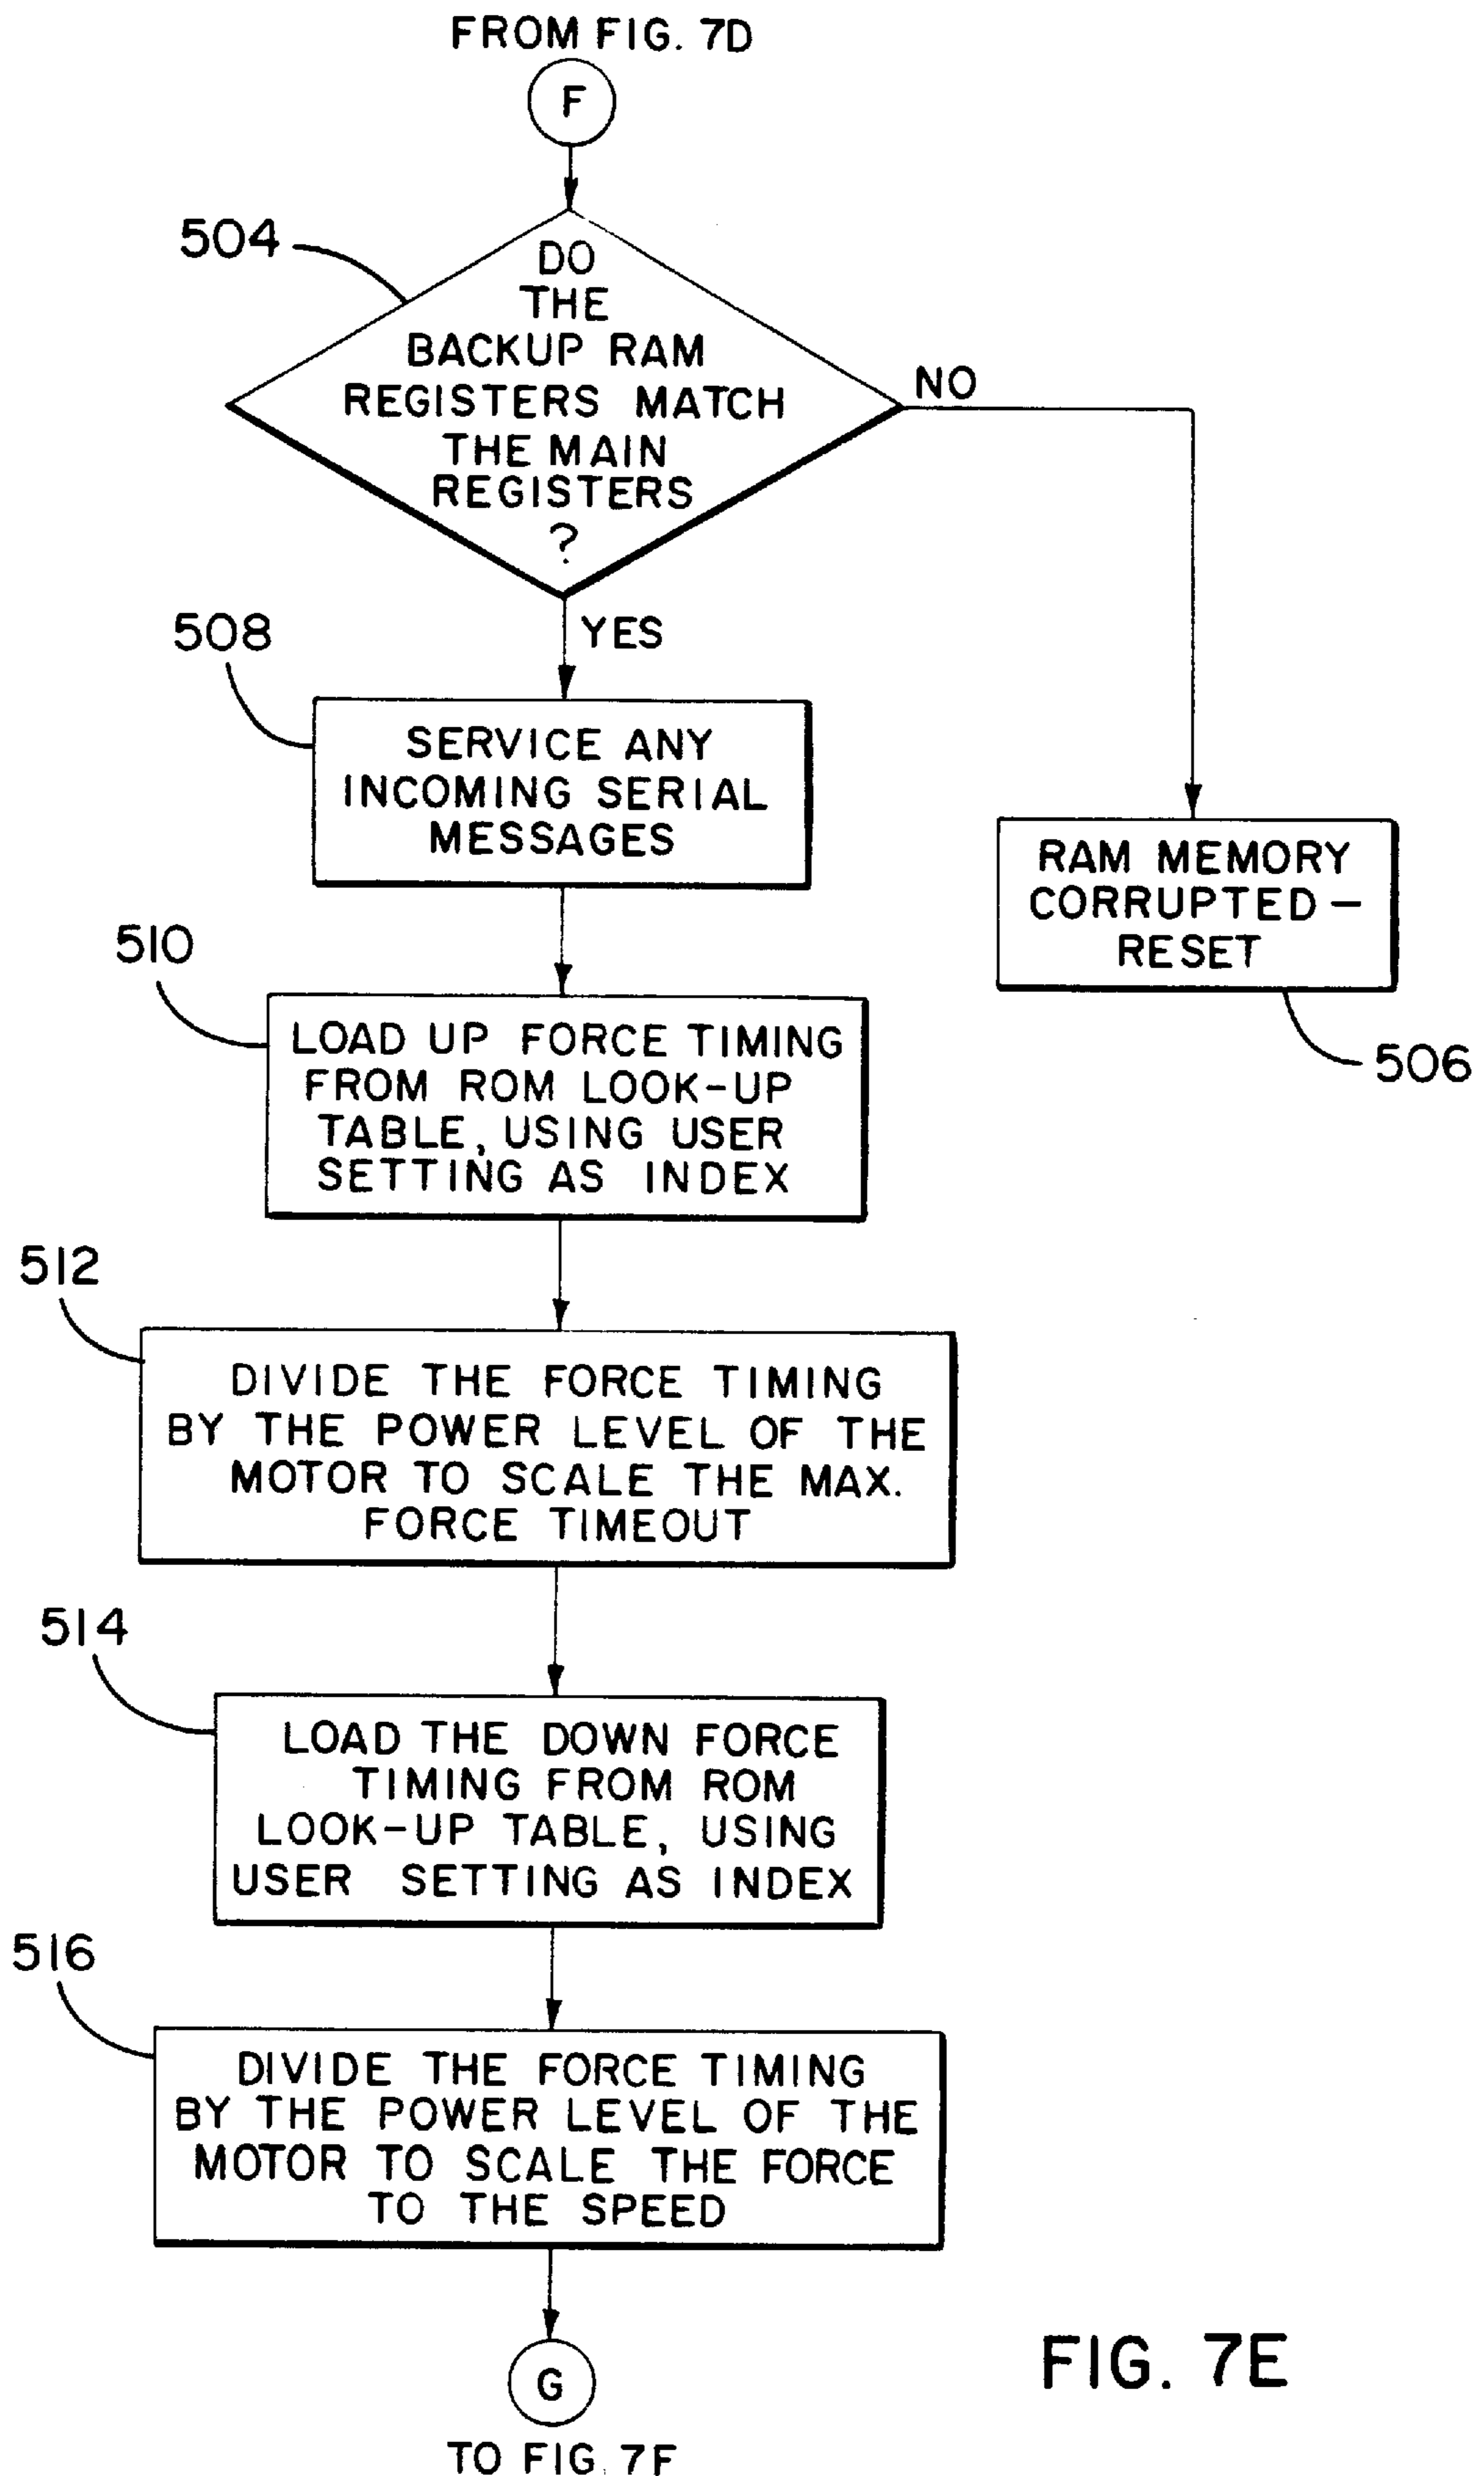 FROM FIG. 7D
F
504
DO
THE
BACKUP RAM
REGISTERS MATCH
THE MAIN
REGISTERS
?
NO
YES
508
SERVICE ANY
INCOMING SERIAL
MESSAGES
RAM MEMORY
CORRUPTED—
RESET
506
510
LOAD UP FORCE TIMING
FROM ROM LOOK-UP
TABLE, USING USER
SETTING AS INDEX
512
DIVIDE THE FORCE TIMING
BY THE POWER LEVEL OF THE
MOTOR TO SCALE THE MAX.
FORCE TIMEOUT
514
LOAD THE DOWN FORCE
TIMING FROM ROM
LOOK-UP TABLE, USING
USER SETTING AS INDEX
516
DIVIDE THE FORCE TIMING
BY THE POWER LEVEL OF THE
MOTOR TO SCALE THE FORCE
TO THE SPEED
G
TO FIG. 7F
FIG. 7E